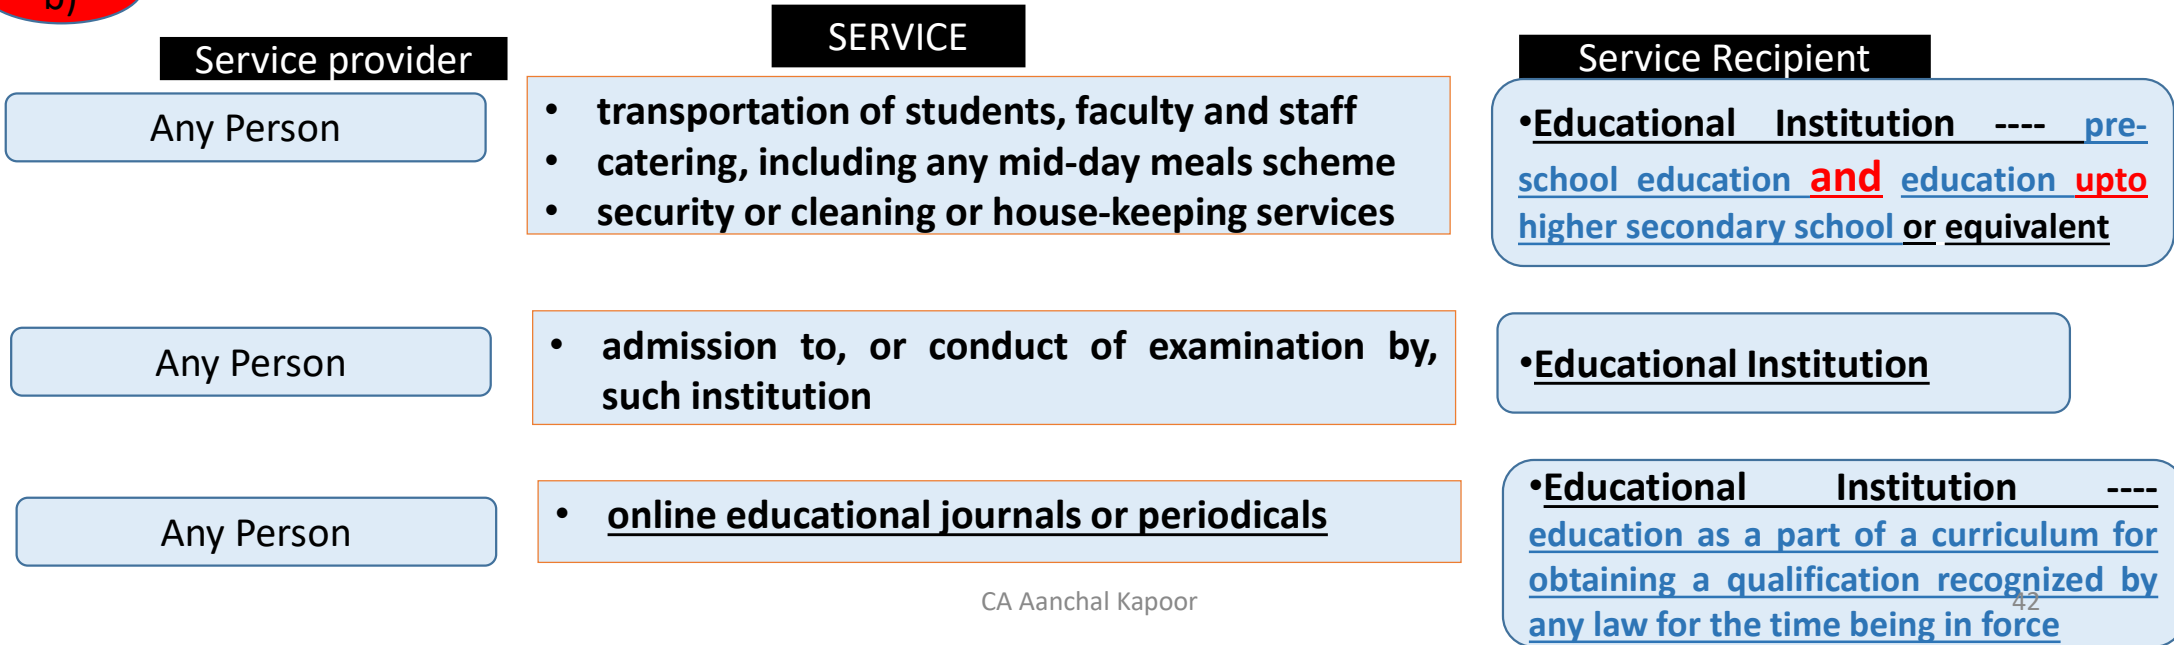 b)
SERVICE
Service provider
Service Recipient
Any Person
• transportation of students, faculty and staff
• catering, including any mid-day meals scheme
• security or cleaning or house-keeping services
•Educational Institution ---- pre-
school education and education upto
higher secondary school or equivalent
Any Person
• admission to, or conduct of examination by,
such institution
•Educational Institution
Any Person
• online educational journals or periodicals
•Educational Institution ----
education as a part of a curriculum for
obtaining a qualification recognized by
any law for the time being in force
CA Aanchal Kapoor
42